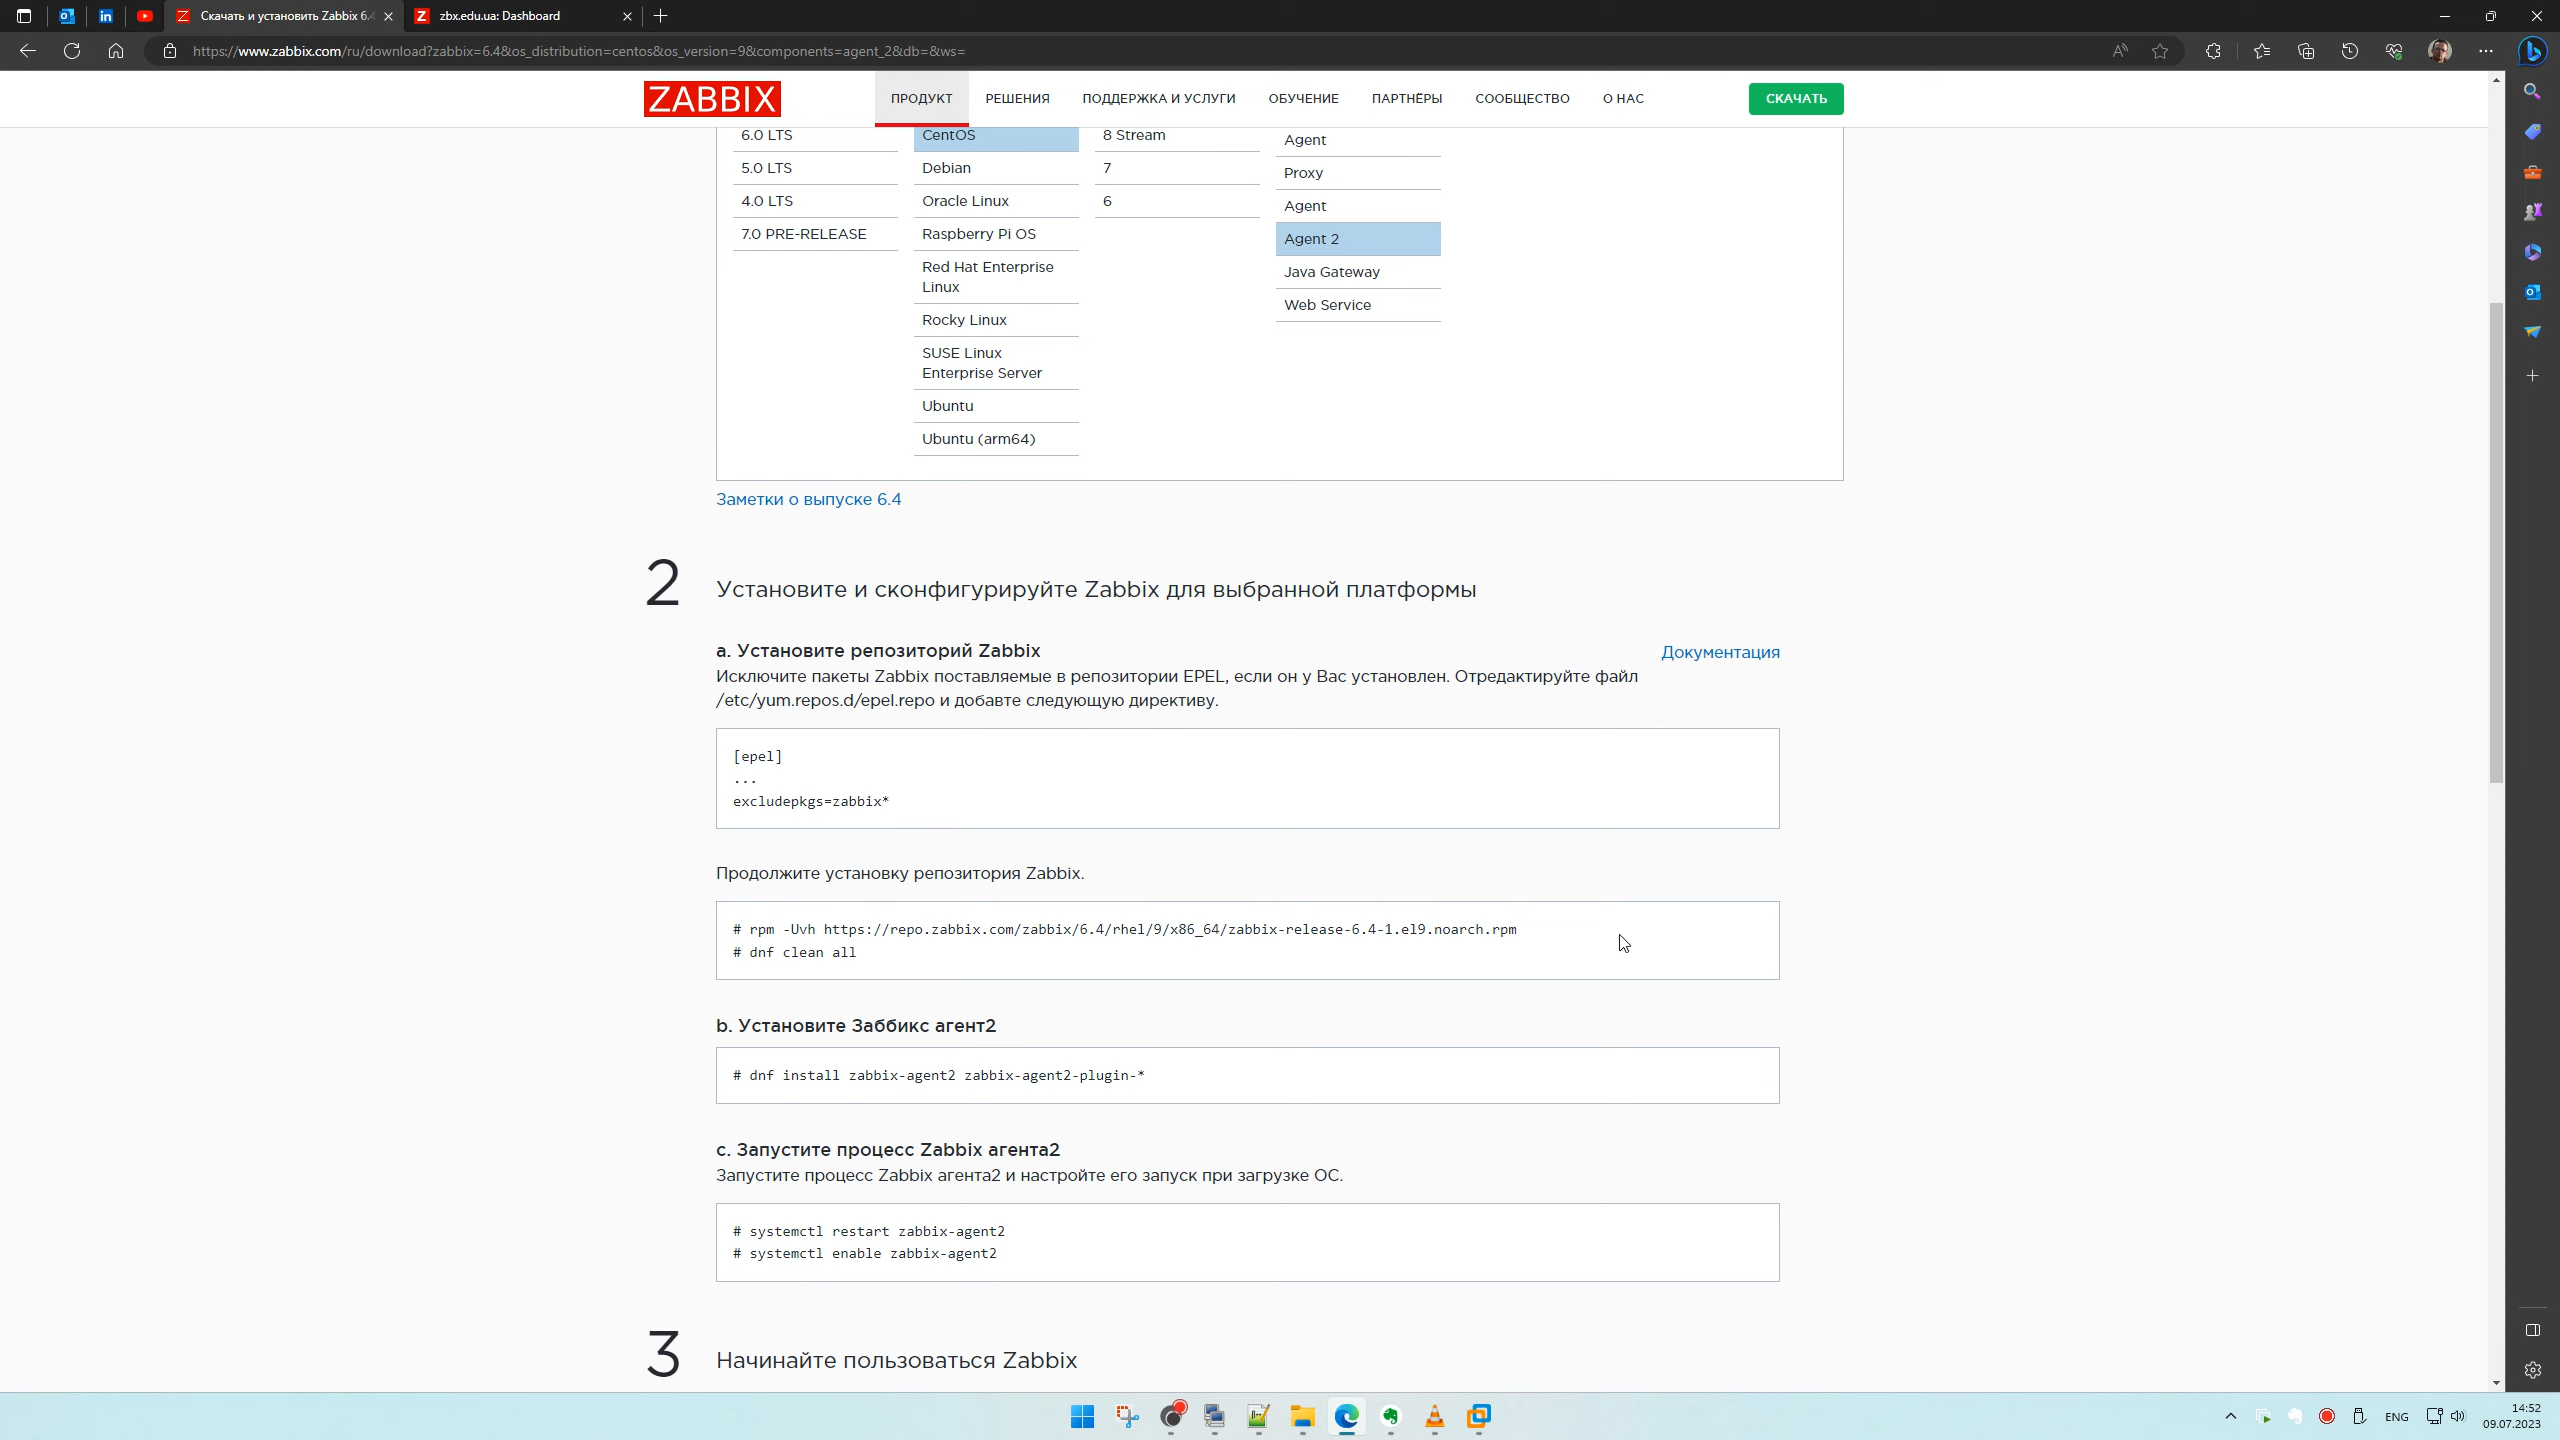 Скачать и установить Zabbix 6.4
zbx.edu.ua: Dashboard
https://www.zabbix.com/ru/download?zabbix=6.4&os_distribution=centos&os_version=9&components=agent_2&db=&ws=
ZABBIX
ПРОДУКТ
РЕШЕНИЯ
ПОДДЕРЖКА И УСЛУГИ
ОБУЧЕНИЕ
ПАРТНЁРЫ
СООБЩЕСТВО
О НАС
СКАЧАТЬ
6.0 LTS
5.0 LTS
4.0 LTS
7.0 PRE-RELEASE
CentOS
Debian
Oracle Linux
Raspberry Pi OS
Red Hat Enterprise
Linux
Rocky Linux
SUSE Linux
Enterprise Server
Ubuntu
Ubuntu (arm64)
8 Stream
7
6
Agent
Proxy
Agent
Agent 2
Java Gateway
Web Service
Заметки о выпуске 6.4
2
Установите и сконфигурируйте Zabbix для выбранной платформы
a. Установите репозиторий Zabbix
Документация
Исключите пакеты Zabbix поставляемые в репозитории EPEL, если он у Вас установлен. Отредактируйте файл
/etc/yum.repos.d/epel.repo и добавте следующую директиву.
[epel]
...
excludepkgs=zabbix*
Продолжите установку репозитория Zabbix.
# rpm -Uvh https://repo.zabbix.com/zabbix/6.4/rhel/9/x86_64/zabbix-release-6.4-1.el9.noarch.rpm
# dnf clean all
b. Установите Заббикс агент2
# dnf install zabbix-agent2 zabbix-agent2-plugin-*
c. Запустите процесс Zabbix агента2
Запустите процесс Zabbix агента2 и настройте его запуск при загрузке ОС.
# systemctl restart zabbix-agent2
# systemctl enable zabbix-agent2
3
Начинайте пользоваться Zabbix
ENG
14:52
09.07.2023